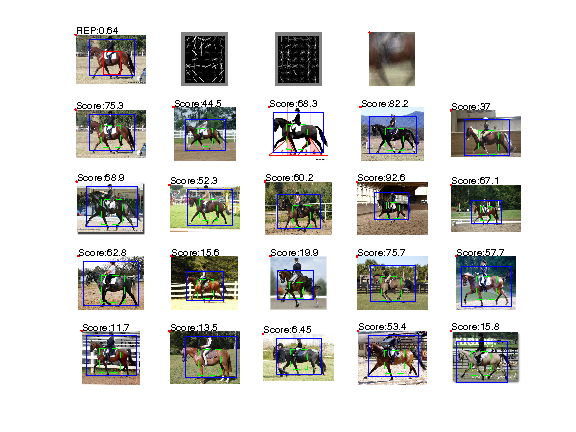 REP:0.64
Score:75.3 Score:44.5 Score:68.3 Score:82.2 Score:37
Score:68.9 Score:52.3 Score:60.2 Score:92.6 Score:67.1
Score:62.8 Score:15.6 Score:19.9 Score:75.7 Score:57.7
Score:11.7 Score:13.5 Score:6.45 Score:53.4 Score:15.8